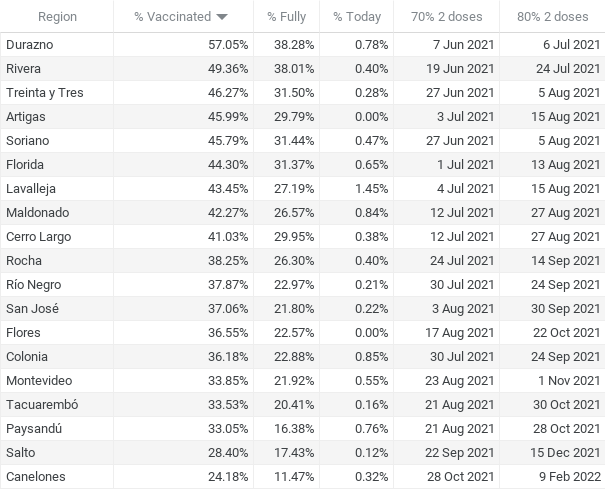 Region % Vaccinated % Fully % Today 70% 2 doses 80% 2 doses
Durazno 57.05% 38.28% 0.78% 7 Jun 2021 6 Jul 2021
Rivera 49.36% 38.01% 0.40% 19 Jun 2021 24 Jul 2021
Treinta y Tres 46.27% 31.50% 0.28% 27 Jun 2021 5 Aug 2021
Artigas 45.99% 29.79% 0.00% 3 Jul 2021 15 Aug 2021
Soriano 45.79% 31.44% 0.47% 27 Jun 2021 5 Aug 2021
Florida 44.30% 31.37% 0.65% 1 Jul 2021 13 Aug 2021
Lavalleja 43.45% 27.19% 1.45% 4 Jul 2021 15 Aug 2021
Maldonado 42.27% 26.57% 0.84% 12 Jul 2021 27 Aug 2021
Cerro Largo 41.03% 29.95% 0.38% 12 Jul 2021 27 Aug 2021
Rocha 38.25% 26.30% 0.40% 24 Jul 2021 14 Sep 2021
Río Negro 37.87% 22.97% 0.21% 30 Jul 2021 24 Sep 2021
San José 37.06% 21.80% 0.22% 3 Aug 2021 30 Sep 2021
Flores 36.55% 22.57% 0.00% 17 Aug 2021 22 Oct 2021
Colonia 36.18% 22.88% 0.85% 30 Jul 2021 24 Sep 2021
Montevideo 33.85% 21.92% 0.55% 23 Aug 2021 1 Nov 2021
Tacuarembó 33.53% 20.41% 0.16% 21 Aug 2021 30 Oct 2021
Paysandú 33.05% 16.38% 0.76% 21 Aug 2021 28 Oct 2021
Salto 28.40% 17.43% 0.12% 22 Sep 2021 15 Dec 2021
Canelones 24.18% 11.47% 0.32% 28 Oct 2021 9 Feb 2022